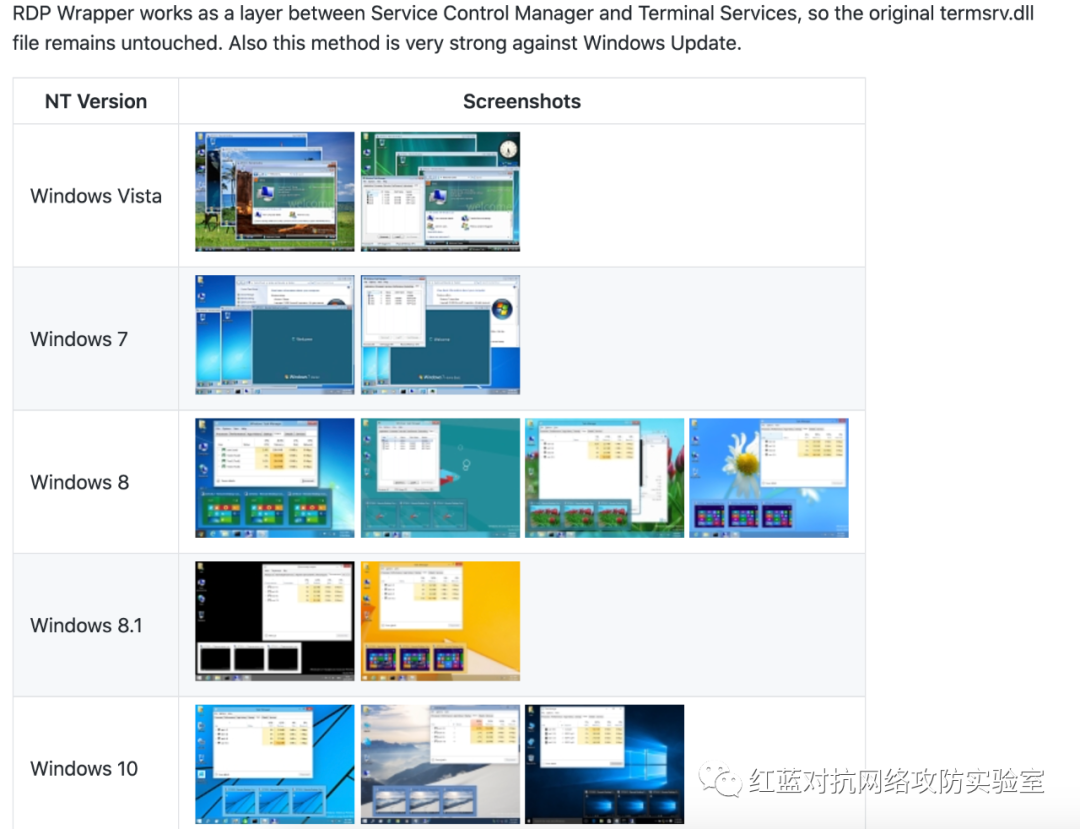 RDP Wrapper works as a layer between Service Control Manager and Terminal Services, so the original termsrv.dll
file remains untouched. Also this method is very strong against Windows Update.
NT Version
Screenshots
Windows Vista
Windows 7
Windows 8
Windows 8.1
Windows 10
红蓝对抗网络攻防实验室